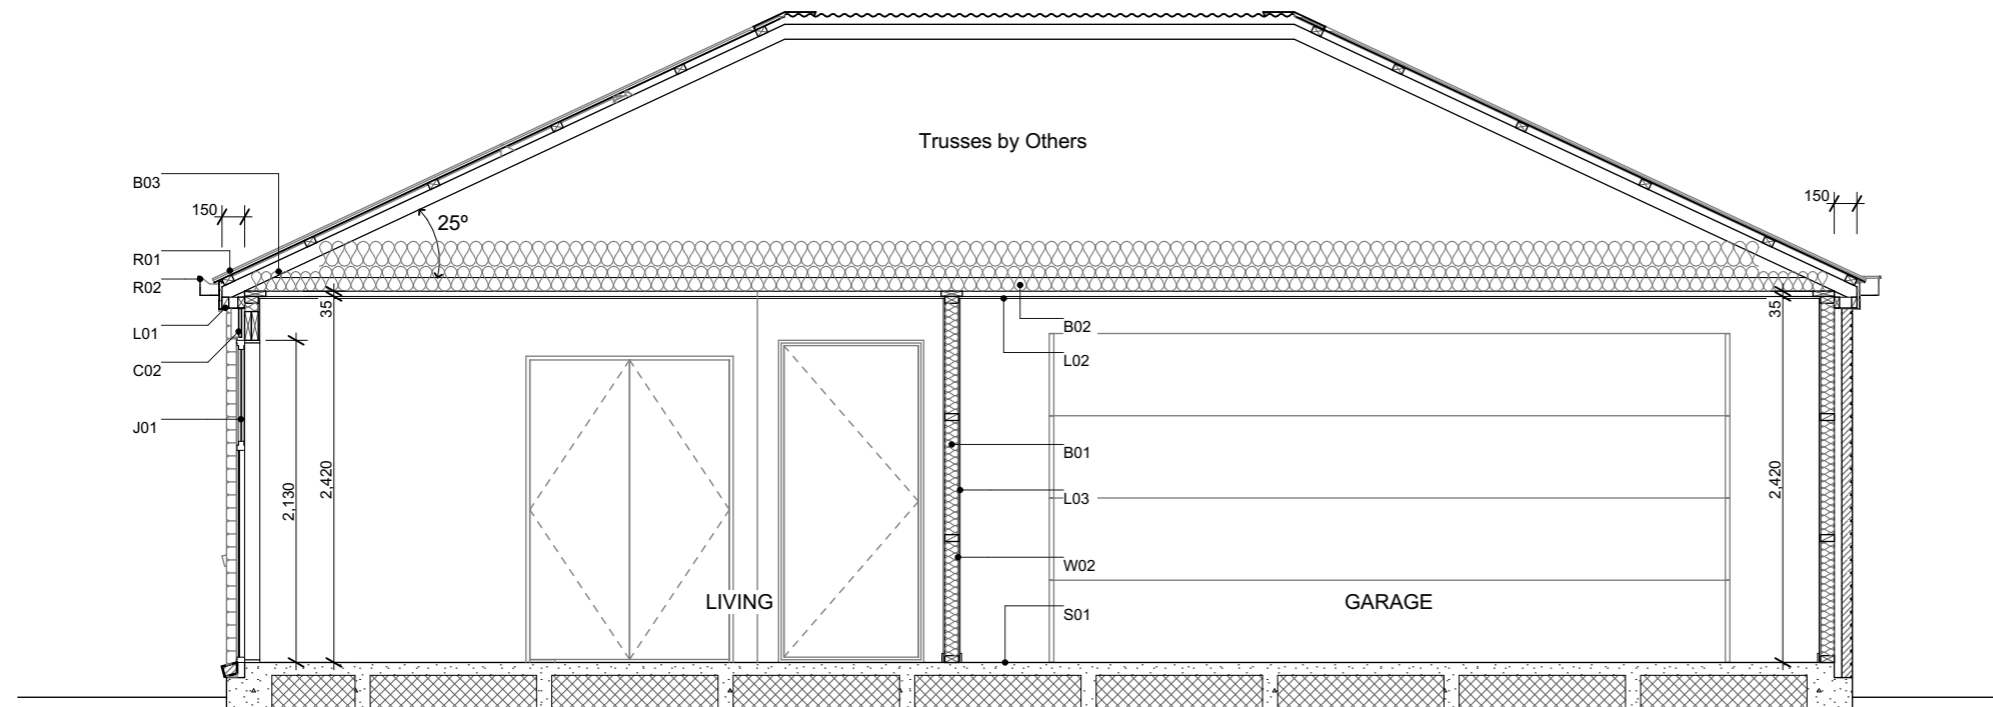 Trusses by Others
B03
150
150
25º
R01
R02
35
35
L01
B02
C02
L02
J01
B01
2,130
2,420
2,420
L03
W02
LIVING
GARAGE
S01